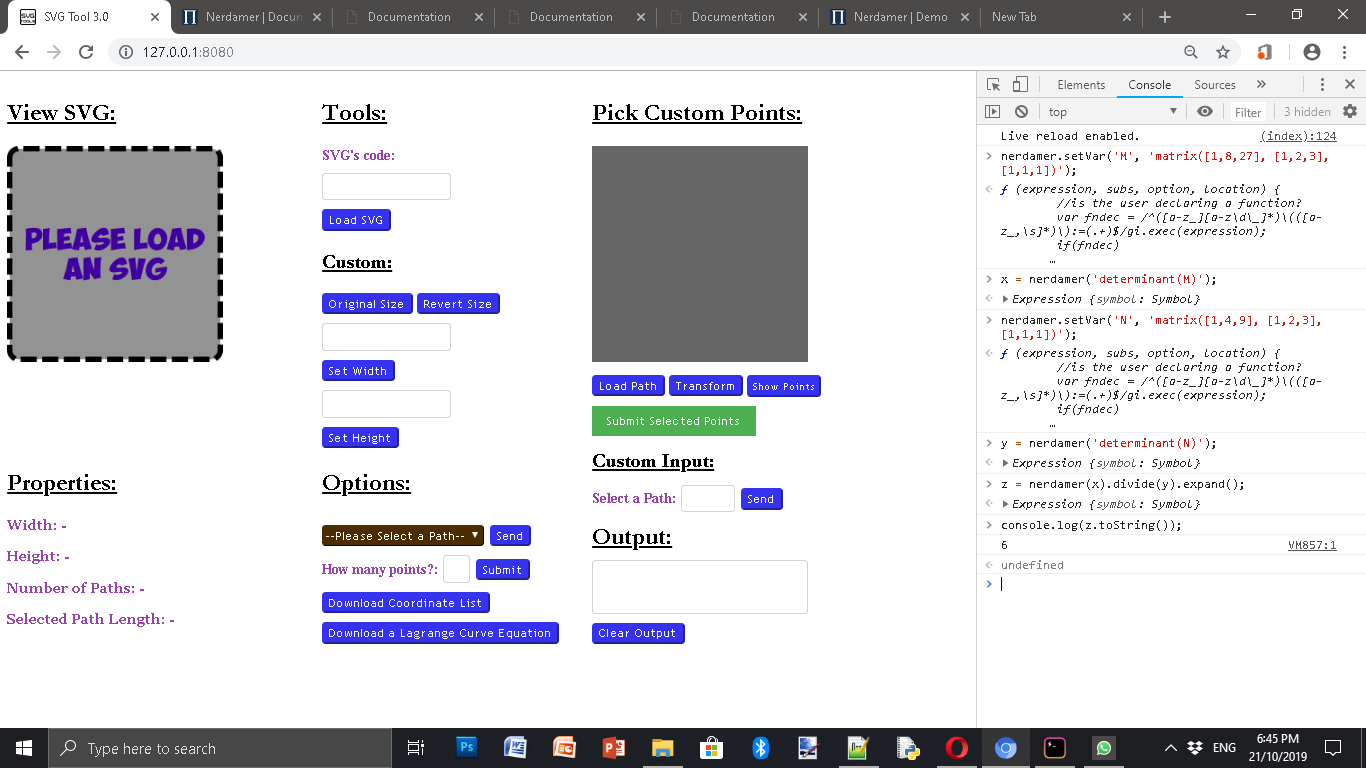 SVG Tool 3.0
Nerdamer | Docum
Documentation
Documentation
Documentation
Nerdamer | Demo
New Tab
127.0.0.1:8080
View SVG:
PLEASE LOAD
AN SVG
Properties:
Width: -
Height: -
Number of Paths: -
Selected Path Length: -
Tools:
SVG's code:
Load SVG
Custom:
Original Size Revert Size
Set Width
Set Height
Options:
--Please Select a Path-- Send
How many points?: Submit
Download Coordinate List
Download a Lagrange Curve Equation
Pick Custom Points:
Load Path Transform Show Points
Submit Selected Points
Custom Input:
Select a Path: Send
Output:
Clear Output
Elements Console Sources »
top Filter 3 hidden
Live reload enabled. (index):124
nerdamer.setVar('M', 'matrix([1,8,27], [1,2,3],
[1,1,1])');
ƒ (expression, subs, option, location) {
//is the user declaring a function?
var fndec = /^([a-z_][a-z\d\_]*)\(([a-
z_,\s]*)\):=(.+)$/gi.exec(expression);
if(fndec)
…
x = nerdamer('determinant(M)');
Expression {symbol: Symbol}
nerdamer.setVar('N', 'matrix([1,4,9], [1,2,3],
[1,1,1])');
ƒ (expression, subs, option, location) {
//is the user declaring a function?
var fndec = /^([a-z_][a-z\d\_]*)\(([a-
z_,\s]*)\):=(.+)$/gi.exec(expression);
if(fndec)
…
y = nerdamer('determinant(N)');
Expression {symbol: Symbol}
z = nerdamer(x).divide(y).expand();
Expression {symbol: Symbol}
console.log(z.toString());
6 VM857:1
undefined
Type here to search
ENG
6:45 PM
21/10/2019